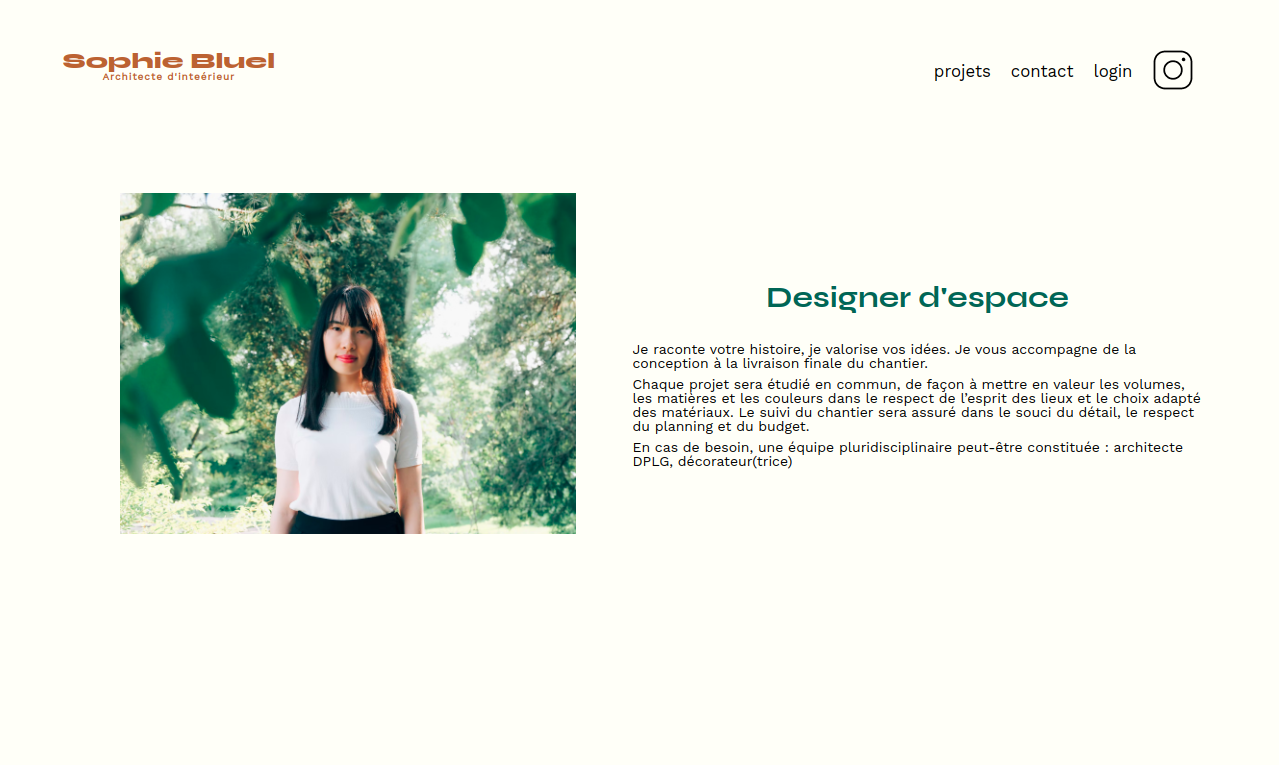 Sophie Bluel
Architecte d'inteérieur
projets contact login
Designer d'espace
Je raconte votre histoire, je valorise vos idées. Je vous accompagne de la
conception à la livraison finale du chantier.
Chaque projet sera étudié en commun, de façon à mettre en valeur les volumes,
les matières et les couleurs dans le respect de l’esprit des lieux et le choix adapté
des matériaux. Le suivi du chantier sera assuré dans le souci du détail, le respect
du planning et du budget.
En cas de besoin, une équipe pluridisciplinaire peut-être constituée : architecte
DPLG, décorateur(trice)